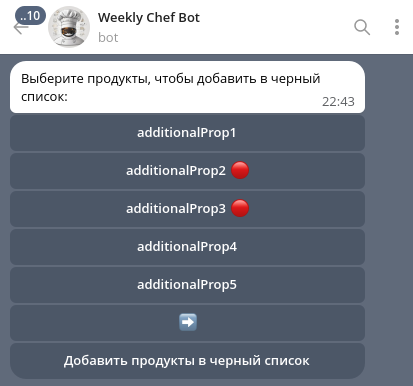 ..10
Weekly Chef Bot
bot
Выберите продукты, чтобы добавить в черный
список:
22:43
additionalProp1
additionalProp2 🔴
additionalProp3 🔴
additionalProp4
additionalProp5
➡️
Добавить продукты в черный список